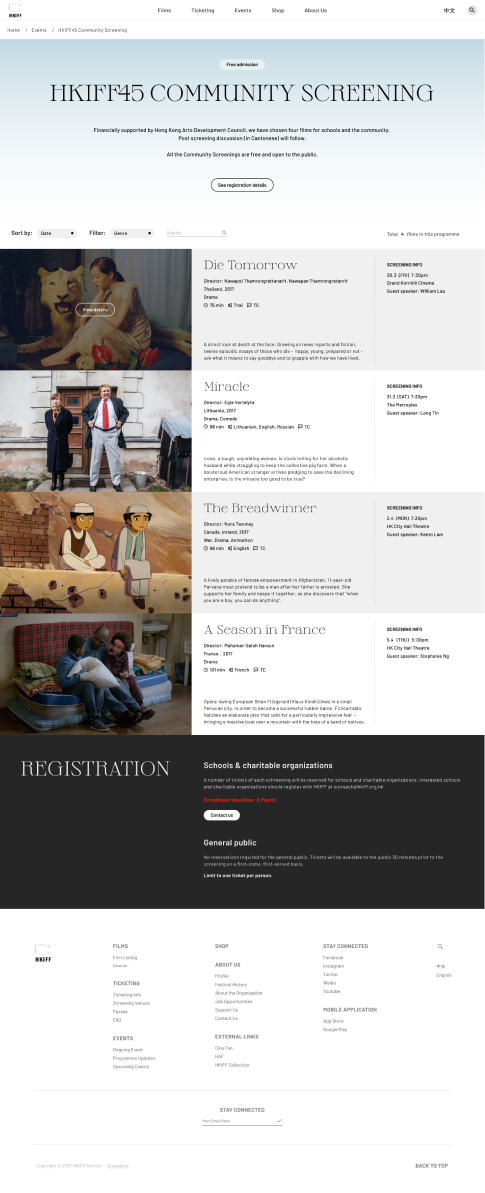 HKIFF
Films
Ticketing
Events
Shop
About Us
中文
Home / Events / HKIFF45 Community Screening
Free admission
HKIFF45 COMMUNITY SCREENING
Financially supported by Hong Kong Arts Development Council, we have chosen four films for schools and the community.
Post screening discussion (in Cantonese) will follow.
All the Community Screenings are free and open to the public.
See registration details
Sort by: Date
Filter: Genre
Search
Total 4 films in this programme
View details
Die Tomorrow
Director: Nawapol Thamrongrattanarit, Nawapan Thamrongratanrit
Thailand, 2017
Drama
75 min Thai TC
A direct look at death at the face. Drawing on news reports and fiction,
twelve episodic essays of those who die – happy, young, prepared or not –
ask what it means to say goodbye and to grapple with how we have lived.
SCREENING INFO
30.3 (FRI) 7:30pm
Grand Kornhill Cinema
Guest speaker: William Lau
Miracle
Director: Egle Vertelyte
Lithuania, 2017
Drama, Comedy
96 min Lithuanian, English, Russian TC
Irena, a tough, unyielding woman, is stuck toiling for her alcoholic
husband while struggling to keep the collective pig farm. When a
boisterous American stranger arrives pledging to save the declining
enterprise, is the miracle too good to be true?
SCREENING INFO
31.3 (SAT) 7:30pm
The Metroplex
Guest speaker: Long Tin
The Breadwinner
Director: Nora Twomey
Canada, Ireland, 2017
War, Drama, Animation
96 min English TC
A lively parable of female empowerment in Afghanistan, 11-year-old
Parvana must pretend to be a man after her father is arrested. She
supports her family and keeps it together, as she discovers that "when
you are a boy, you can do anything".
SCREENING INFO
2.4 (MON) 7:30pm
HK City Hall Theatre
Guest speaker: Keeto Lam
A Season in France
Director: Mahamat-Saleh Haroun
France , 2017
Drama
101 min French TC
Opera-loving European Brian Fitzgerald (Klaus Kinski) lives in a small
Peruvian city. In order to become a successful rubber baron, Fitzcarraldo
hatches an elaborate plan that calls for a particularly impressive feat –
bringing a massive boat over a mountain with the help of a band of natives.
SCREENING INFO
5.4 (THU) 5:00pm
HK City Hall Theatre
Guest speaker: Stephanie Ng
REGISTRATION
Schools & charitable organizations
A number of tickets of each schreening will be reserved for schools and charitable organizations. Interested schools
and charitable organizations should register with HKIFF at outreach@hkiff.org.hk
Enrollment deadline: 9 March
Contact us
General public
No reservations required for the general public. Tickets will be available to the public 30 minutes prior to the
screening on a first-come, first-served basis.
Limit to one ticket per person.
HKIFF
FILMS
Film Listing
Awards
TICKETING
Ticketing Info
Screening Venues
Passes
FAQ
EVENTS
Ongoing Event
Programme Updates
Upcoming Events
SHOP
ABOUT US
Profile
Festival History
About the Organisation
Job Opportunities
Support Us
Contact Us
EXTERNAL LINKS
Cine Fan
HAF
HKIFF Collection
STAY CONNECTED
Facebook
Instagram
Twitter
Weibo
Youtube
MOBILE APPLICATION
App Store
Google Play
中文
English
STAY CONNECTED
Your Email Here
Copyright © 2021 HKIFF Society. Disclaimer
BACK TO TOP